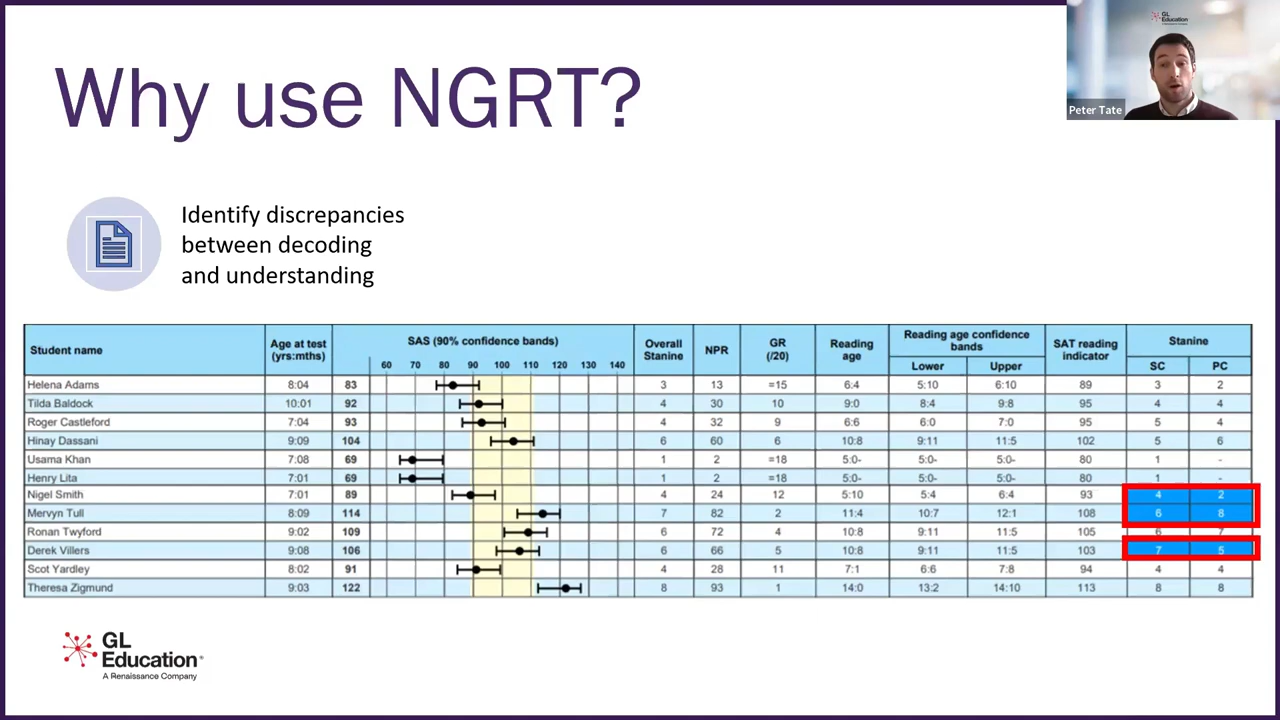 GL
Education
A Renaissance Company
Peter Tate
Why use NGRT?
Identify discrepancies
between decoding
and understanding
Student name Age at test (yrs:mths) SAS (90% confidence bands) Overall Stanine NPR GR (/20) Reading age Reading age confidence bands SAT reading indicator Stanine
60 70 80 90 100 110 120 130 140 Lower Upper SC PC
Helena Adams 8:04 83 3 13 =15 6:4 5:10 6:10 89 3 2
Tilda Baldock 10:01 92 4 30 10 9:0 8:4 9:8 95 4 4
Roger Castleford 7:04 93 4 32 9 6:6 6:0 7:0 95 5 4
Hinay Dassani 9:09 104 6 60 6 10:8 9:11 11:5 102 5 6
Usama Khan 7:08 69 1 2 =18 5:0- 5:0- 5:0- 80 1 -
Henry Lita 7:01 69 1 2 =18 5:0- 5:0- 5:0- 80 1 -
Nigel Smith 7:01 89 4 24 12 5:10 5:4 6:4 93 4 2
Mervyn Tull 8:09 114 7 82 2 11:4 10:7 12:1 108 6 8
Ronan Twyford 9:02 109 6 72 4 10:8 9:11 11:5 105 6 7
Derek Villers 9:08 106 6 66 5 10:8 9:11 11:5 103 7 5
Scot Yardley 8:02 91 4 28 11 7:1 6:6 7:8 94 4 4
Theresa Zigmund 9:03 122 8 93 1 14:0 13:2 14:10 113 8 8
GL
Education
A Renaissance Company